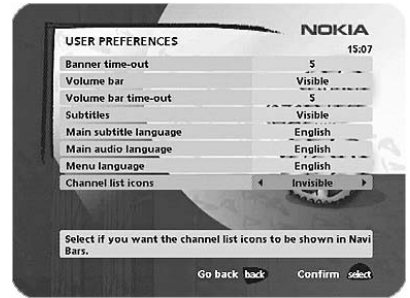 NOKIA
USER PREFERENCES
15:07
Banner time-out 5
Volume bar Visible
Volume bar time-out 5
Subtitles Visible
Main subtitle language English
Main audio language English
Menu language English
Channel list icons Invisible
Select if you want the channel list icons to be shown in Navi
Bars.
Go back back Confirm select